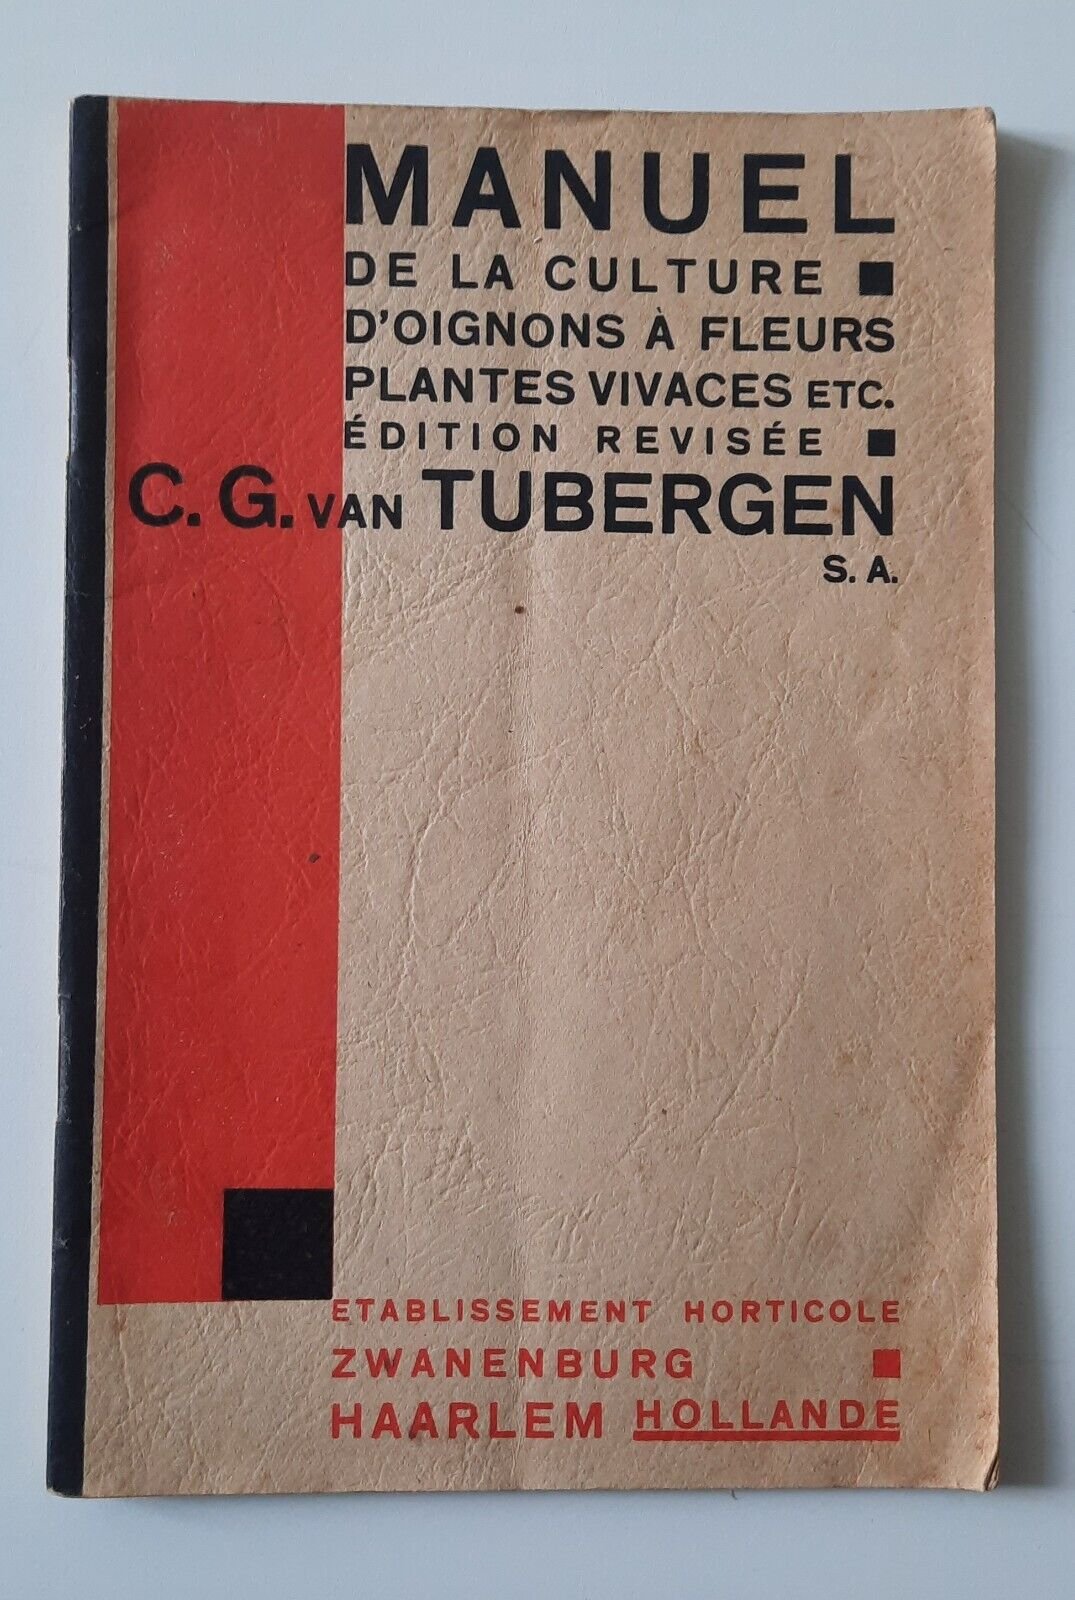 MANUEL
DE LA CULTURE
D'OIGNONS À FLEURS
PLANTES VIVACES ETC.
ÉDITION REVISÉE
C. G. VAN TUBERGEN
S. A.
ETABLISSEMENT HORTICOLE
ZWANENBURG
HAARLEM HOLLANDE